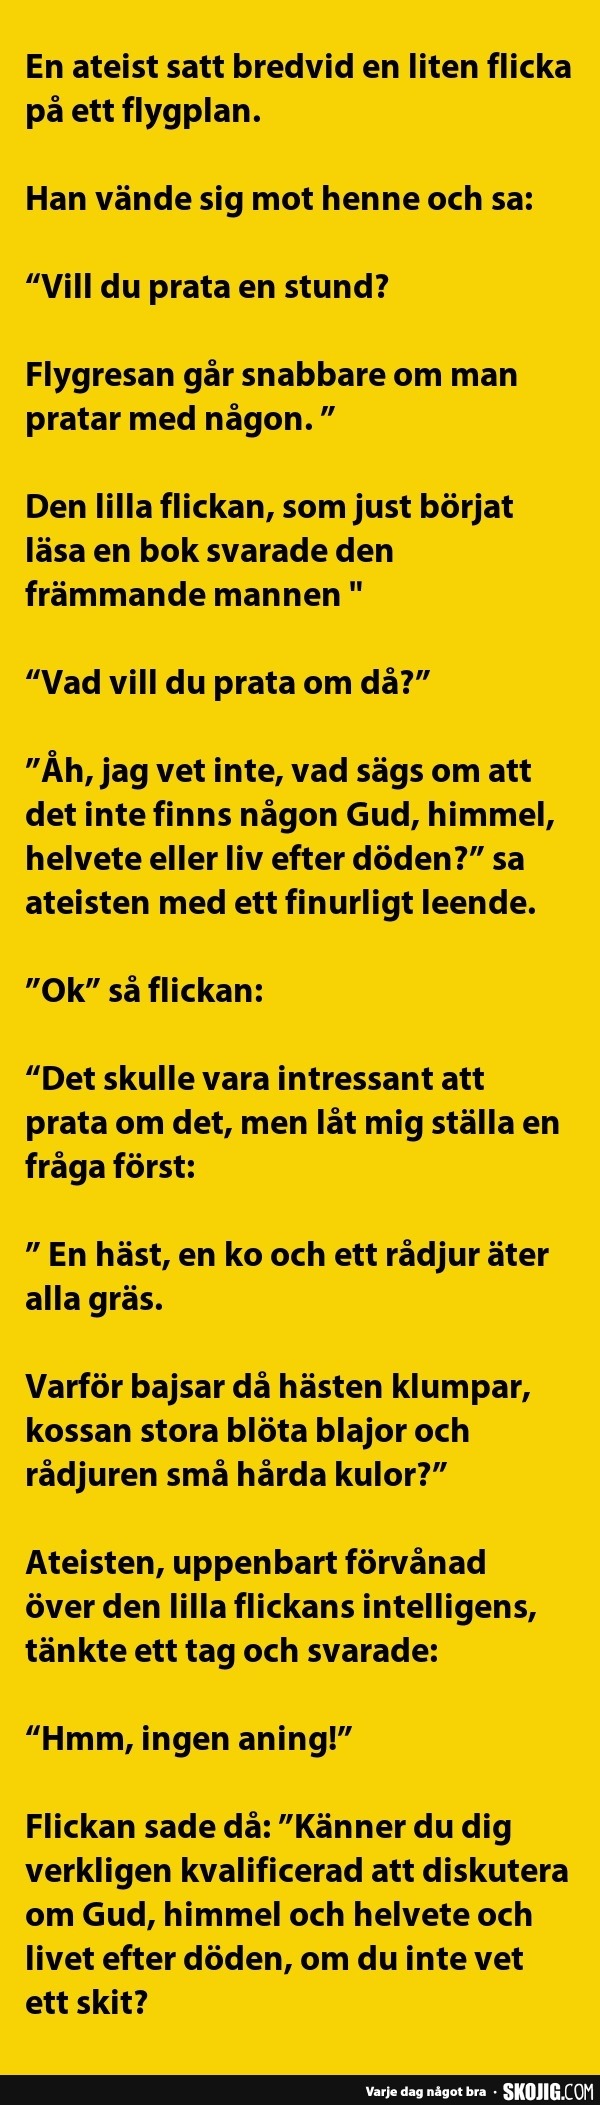 En ateist satt bredvid en liten flicka
på ett flygplan.
Han vände sig mot henne och sa:
“Vill du prata en stund?
Flygresan går snabbare om man
pratar med någon. ”
Den lilla flickan, som just börjat
läsa en bok svarade den
främmande mannen "
“Vad vill du prata om då?”
”Åh, jag vet inte, vad sägs om att
det inte finns någon Gud, himmel,
helvete eller liv efter döden?” sa
ateisten med ett finurligt leende.
”Ok” så flickan:
“Det skulle vara intressant att
prata om det, men låt mig ställa en
fråga först:
” En häst, en ko och ett rådjur äter
alla gräs.
Varför bajsar då hästen klumpar,
kossan stora blöta blajor och
rådjuren små hårda kulor?”
Ateisten, uppenbart förvånad
över den lilla flickans intelligens,
tänkte ett tag och svarade:
“Hmm, ingen aning!”
Flickan sade då: ”Känner du dig
verkligen kvalificerad att diskutera
om Gud, himmel och helvete och
livet efter döden, om du inte vet
ett skit?
Varje dag något bra · SKOJIG.COM